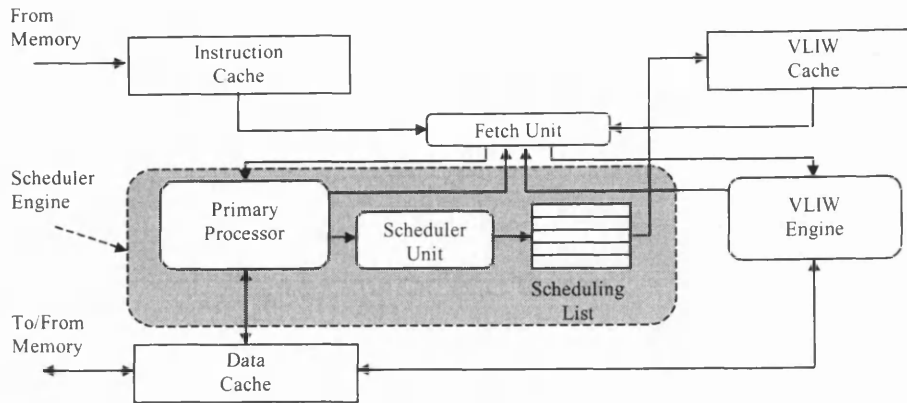 From
Memory
Instruction
Cache
VLIW
Cache
Fetch Unit
Scheduler
Engine
Primary
Processor
Scheduler
Unit
VLIW
Engine
Scheduling
List
To/From
Memory
Data
Cache